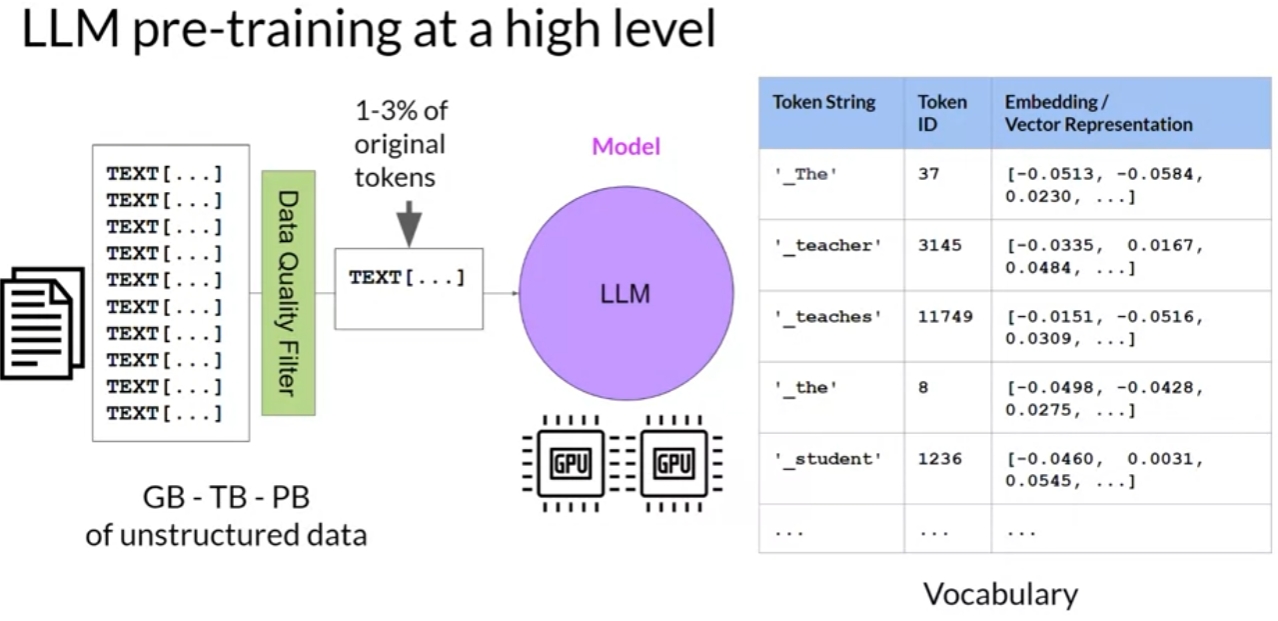 LLM pre-training at a high level
1-3% of
original
tokens
TEXT[...]
TEXT[...]
TEXT[...]
TEXT[...]
TEXT[...]
TEXT[...]
TEXT[...]
TEXT[...]
TEXT[...]
TEXT[...]
Data Quality Filter
TEXT[...]
Model
LLM
GPU GPU
GB - TB - PB
of unstructured data
Token String Token ID Embedding / Vector Representation
'_The' 37 [-0.0513, -0.0584,
0.0230, ...]
'_teacher' 3145 [-0.0335, 0.0167,
0.0484, ...]
'_teaches' 11749 [-0.0151, -0.0516,
0.0309, ...]
'_the' 8 [-0.0498, -0.0428,
0.0275, ...]
'_student' 1236 [-0.0460, 0.0031,
0.0545, ...]
... ... ...
Vocabulary